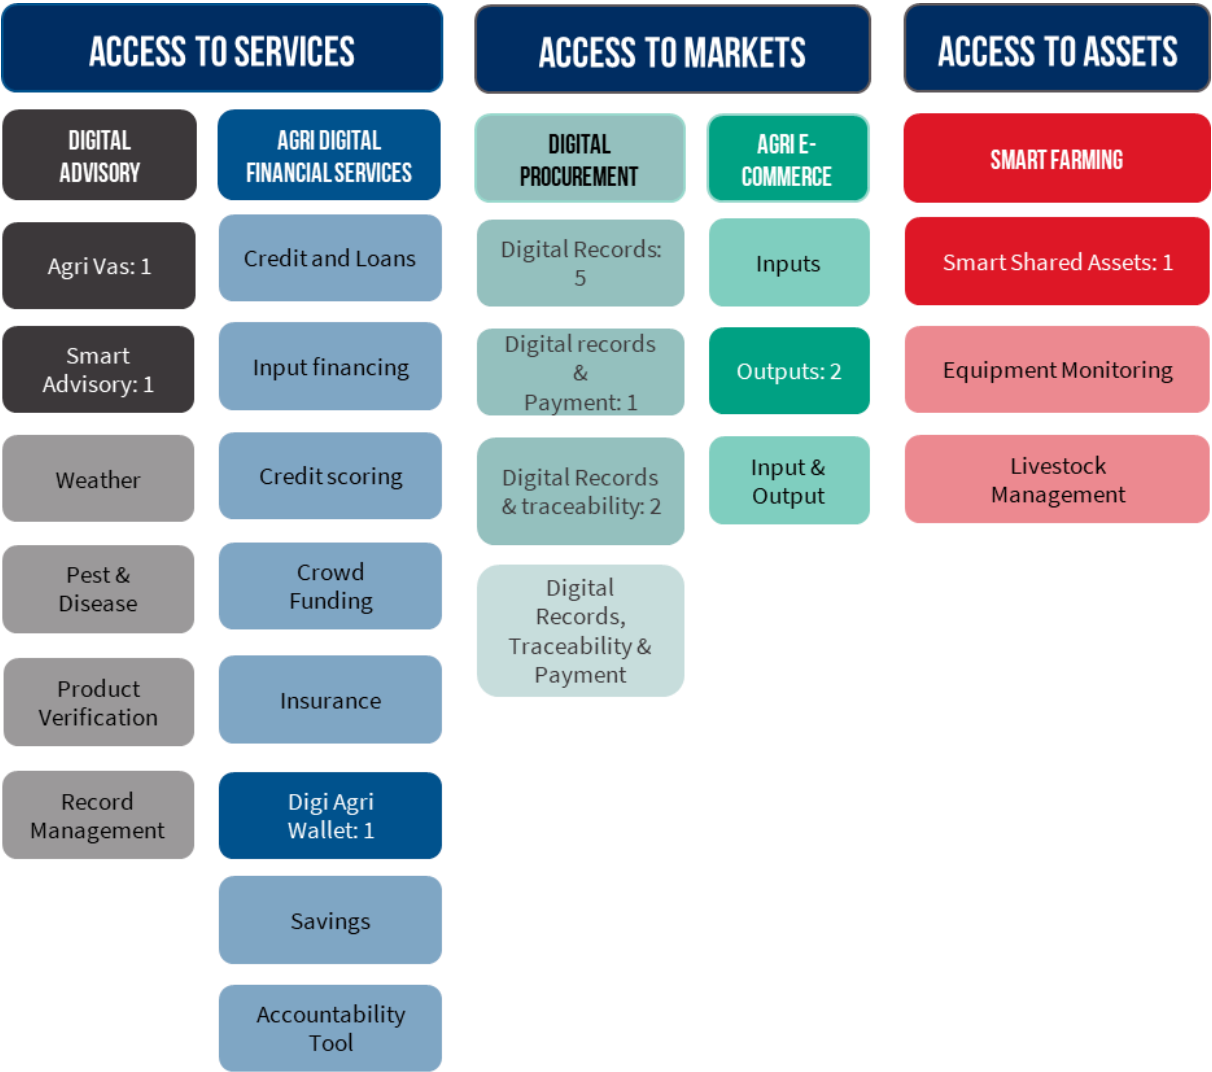 ACCESS TO SERVICES
DIGITAL
ADVISORY
Agri Vas: 1
Smart
Advisory: 1
Weather
Pest &
Disease
Product
Verification
Record
Management
AGRI DIGITAL
FINANCIAL SERVICES
Credit and Loans
Input financing
Credit scoring
Crowd
Funding
Insurance
Digi Agri
Wallet: 1
Savings
Accountability
Tool
ACCESS TO MARKETS
DIGITAL
PROCUREMENT
Digital Records:
5
Digital records
&
Payment: 1
Digital Records
& traceability: 2
Digital
Records,
Traceability &
Payment
AGRI E-
COMMERCE
Inputs
Outputs: 2
Input &
Output
ACCESS TO ASSETS
SMART FARMING
Smart Shared Assets: 1
Equipment Monitoring
Livestock
Management